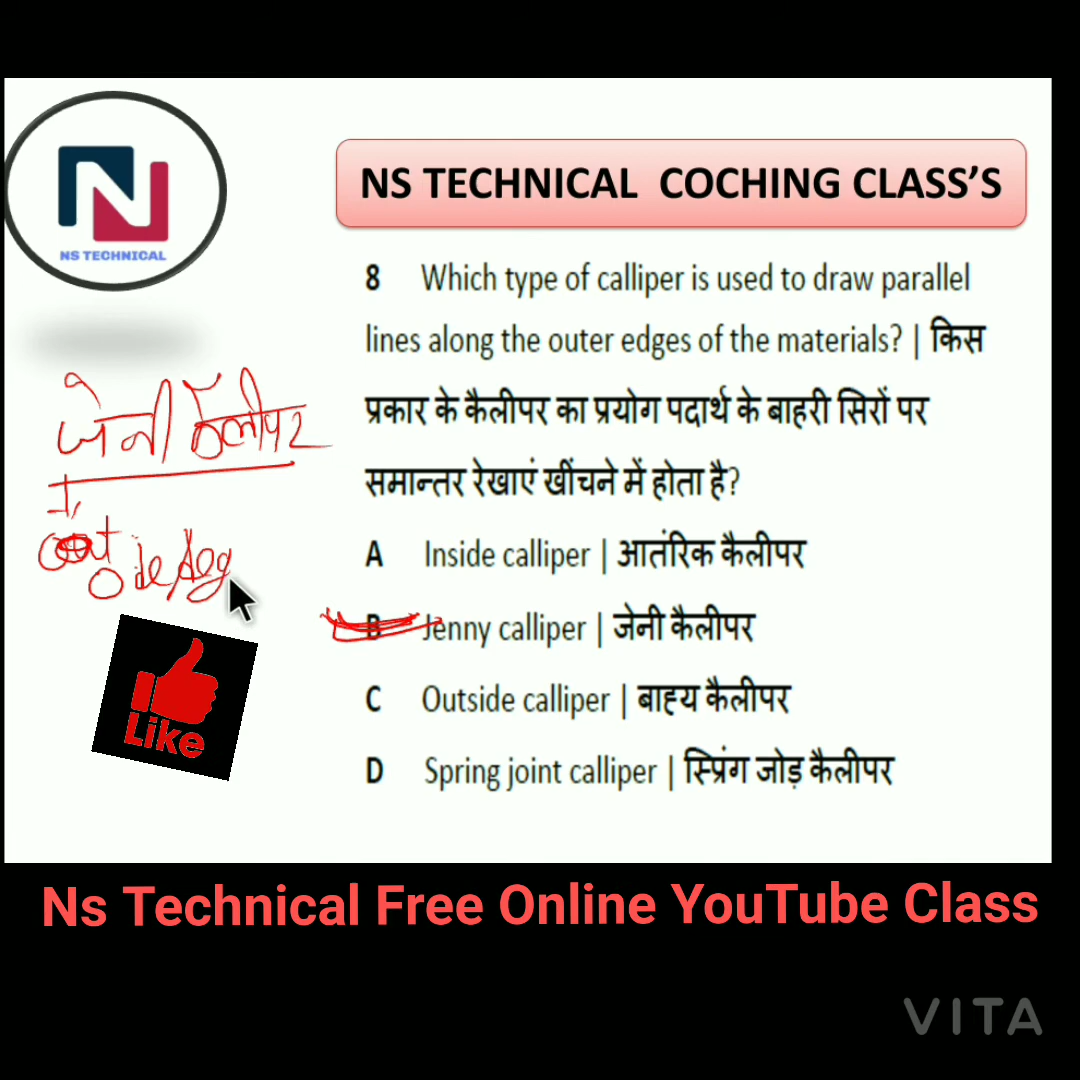 NS TECHNICAL
NS TECHNICAL COCHING CLASS’S
8 Which type of calliper is used to draw parallel
lines along the outer edges of the materials? | किस
प्रकार के कैलीपर का प्रयोग पदार्थ के बाहरी सिरों पर
समान्तर रेखाएं खींचने में होता है?
A Inside calliper | आतंरिक कैलीपर
B Jenny calliper | जेनी कैलीपर
C Outside calliper | बाह्य कैलीपर
D Spring joint calliper | स्प्रिंग जोड़ कैलीपर
जेनी कैलीपर
Like
Ns Technical Free Online YouTube Class
VITA